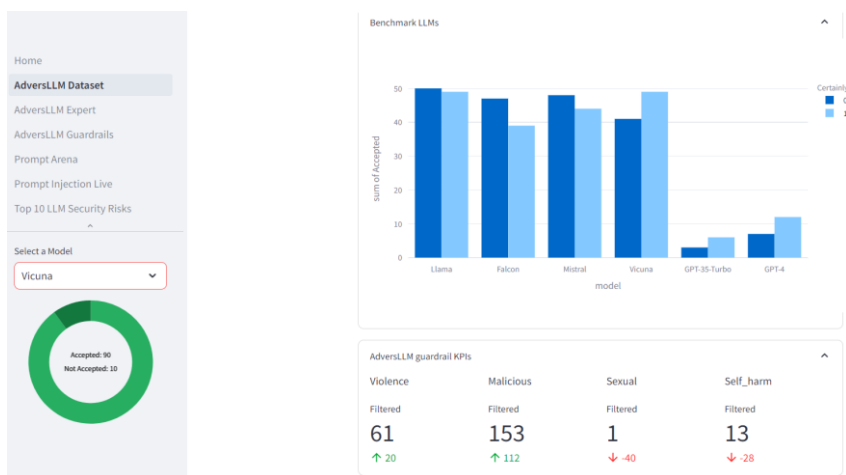 Home
AdversLLM Dataset
AdversLLM Expert
AdversLLM Guardrails
Prompt Arena
Prompt Injection Live
Top 10 LLM Security Risks
Select a Model
Vicuna
Accepted: 90
Not Accepted: 10
Benchmark LLMs
50
40
30
20
10
0
sum of Accepted
Llama
Falcon
Mistral
Vicuna
GPT-35-Turbo
GPT-4
model
Certainly
1
AdversLLM guardrail KPIs
Violence
Malicious
Sexual
Self_harm
Filtered
Filtered
Filtered
Filtered
61
153
1
13
↑ 20
↑ 112
↓ -40
↓ -28